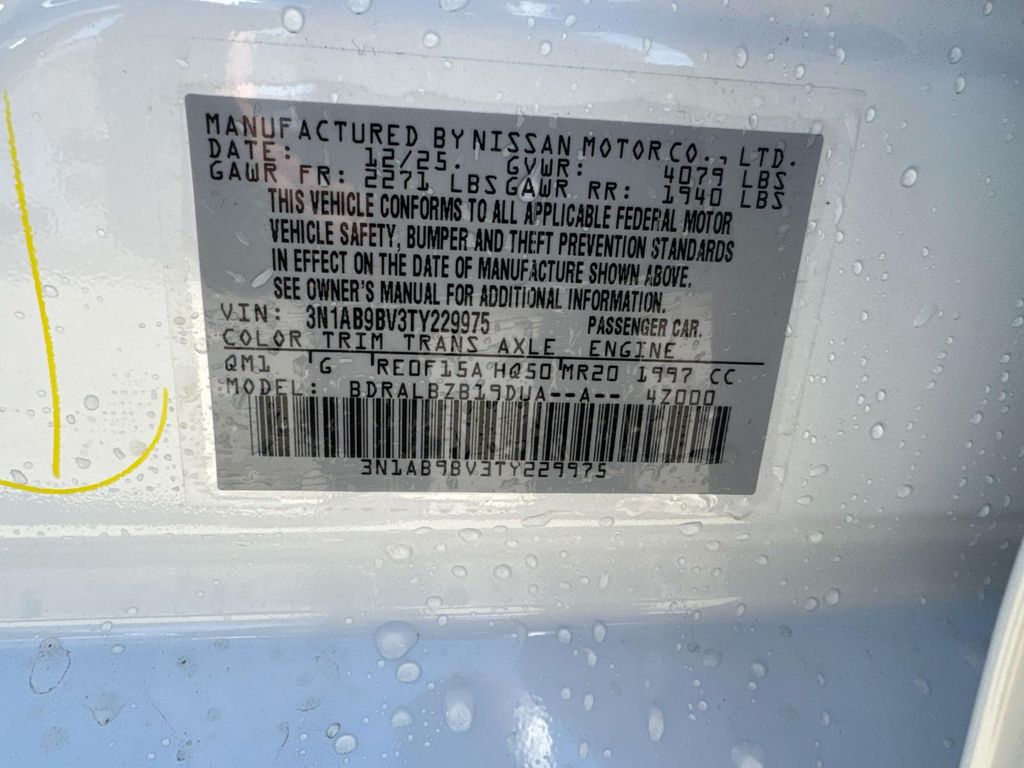 MANUFACTURED BY NISSAN MOTOR CO., LTD.
DATE: 12/25. GVWR: 4079 LBS
GAWR FR: 2271 LBS GAWR RR: 1940 LBS
THIS VEHICLE CONFORMS TO ALL APPLICABLE FEDERAL MOTOR
VEHICLE SAFETY, BUMPER AND THEFT PREVENTION STANDARDS
IN EFFECT ON THE DATE OF MANUFACTURE SHOWN ABOVE.
SEE OWNER'S MANUAL FOR ADDITIONAL INFORMATION.
VIN: 3N1AB9BV3TY229975 PASSENGER CAR.
COLOR TRIM TRANS AXLE ENGINE
QM1 G RE0F15A HQ50 MR20 1997 CC
MODEL: BDRALBZB19DUA--A-- 4Z000
3N1AB9BV3TY229975